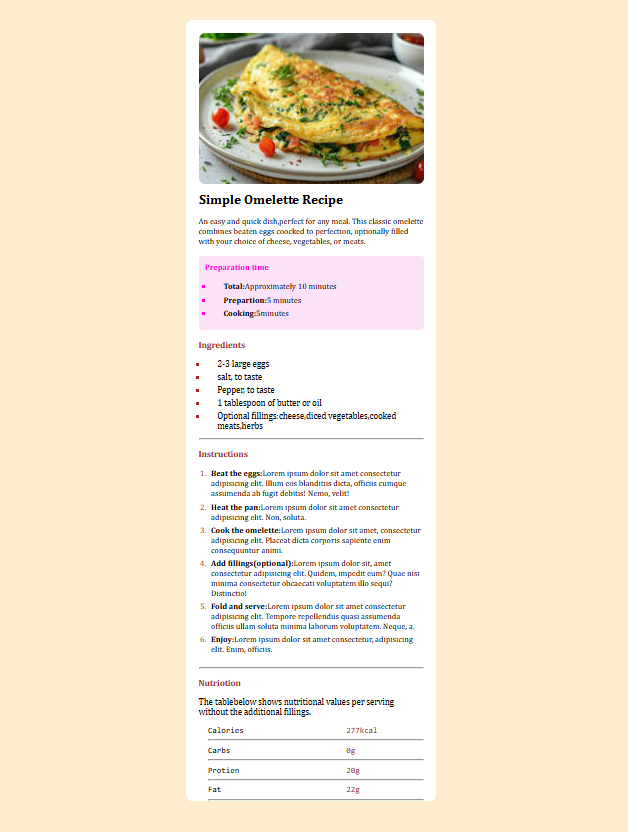 Simple Omelette Recipe
An easy and quick dish,perfect for any meal. This classic omelette
combines beaten eggs coocked to perfection, optionally filled
with your choice of cheese, vegetables, or meats.
Preparation time
Total:Approximately 10 minutes
Prepartion:5 minutes
Cooking:5minutes
Ingredients
2-3 large eggs
salt, to taste
Pepper, to taste
1 tablespoon of butter or oil
Optional fillings:cheese,diced vegetables,cooked
meats,herbs
Instructions
1. Beat the eggs:Lorem ipsum dolor sit amet consectetur
adipisicing elit. Illum eos blanditiis dicta, officiis cumque
assumenda ab fugit debitis! Nemo, velit!
2. Heat the pan:Lorem ipsum dolor sit amet consectetur
adipisicing elit. Non, soluta.
3. Cook the omelette:Lorem ipsum dolor sit amet, consectetur
adipisicing elit. Placeat dicta corporis sapiente enim
consequuntur animi.
4. Add fillings(optional):Lorem ipsum dolor sit, amet
consectetur adipisicing elit. Quidem, impedit eum? Quae nisi
minima consectetur obcaecati voluptatem illo sequi?
Distinctio!
5. Fold and serve:Lorem ipsum dolor sit amet consectetur
adipisicing elit. Tempore repellendus quasi assumenda
officiis ullam soluta minima laborum voluptatem. Neque, a.
6. Enjoy:Lorem ipsum dolor sit amet consectetur, adipisicing
elit. Enim, officiis.
Nutriotion
The tablebelow shows nutritional values per serving
without the additional fillings.
Calories 277kcal
Carbs 0g
Protien 20g
Fat 22g